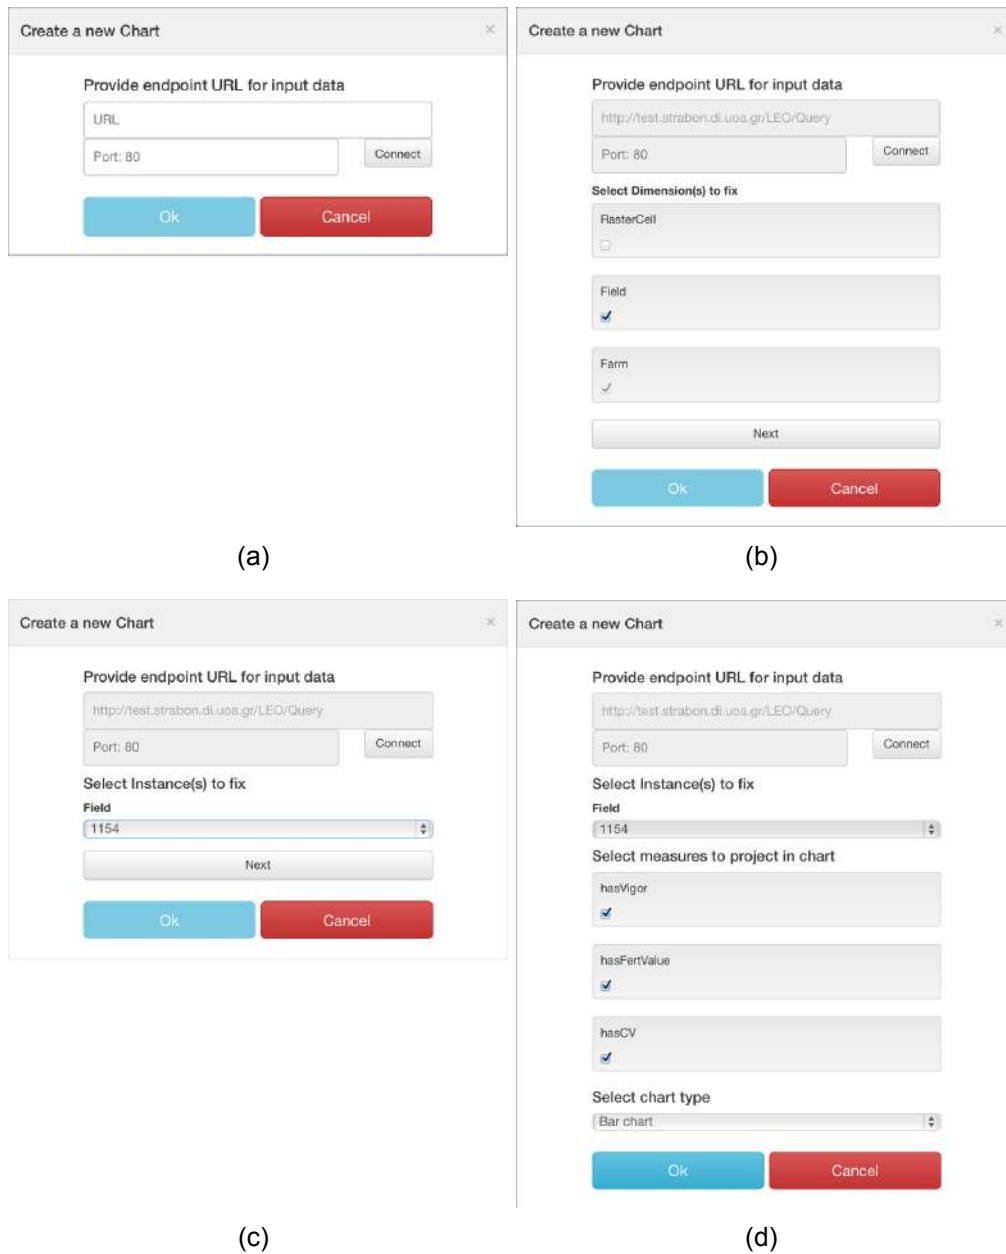 Create a new Chart ×
Provide endpoint URL for input data
URL
Port: 80 Connect
Ok Cancel
(a)
Create a new Chart ×
Provide endpoint URL for input data
http://test.strabon.di.uoa.gr/LEO/Query
Port: 80 Connect
Select Dimension(s) to fix
RasterCell
Field
Farm
Next
Ok Cancel
(b)
Create a new Chart ×
Provide endpoint URL for input data
http://test.strabon.di.uoa.gr/LEO/Query
Port: 80 Connect
Select Instance(s) to fix
Field
1154
Next
Ok Cancel
(c)
Create a new Chart ×
Provide endpoint URL for input data
http://test.strabon.di.uoa.gr/LEO/Query
Port: 80 Connect
Select Instance(s) to fix
Field
1154
Select measures to project in chart
hasVigor
hasFertValue
hasCV
Select chart type
Bar chart
Ok Cancel
(d)